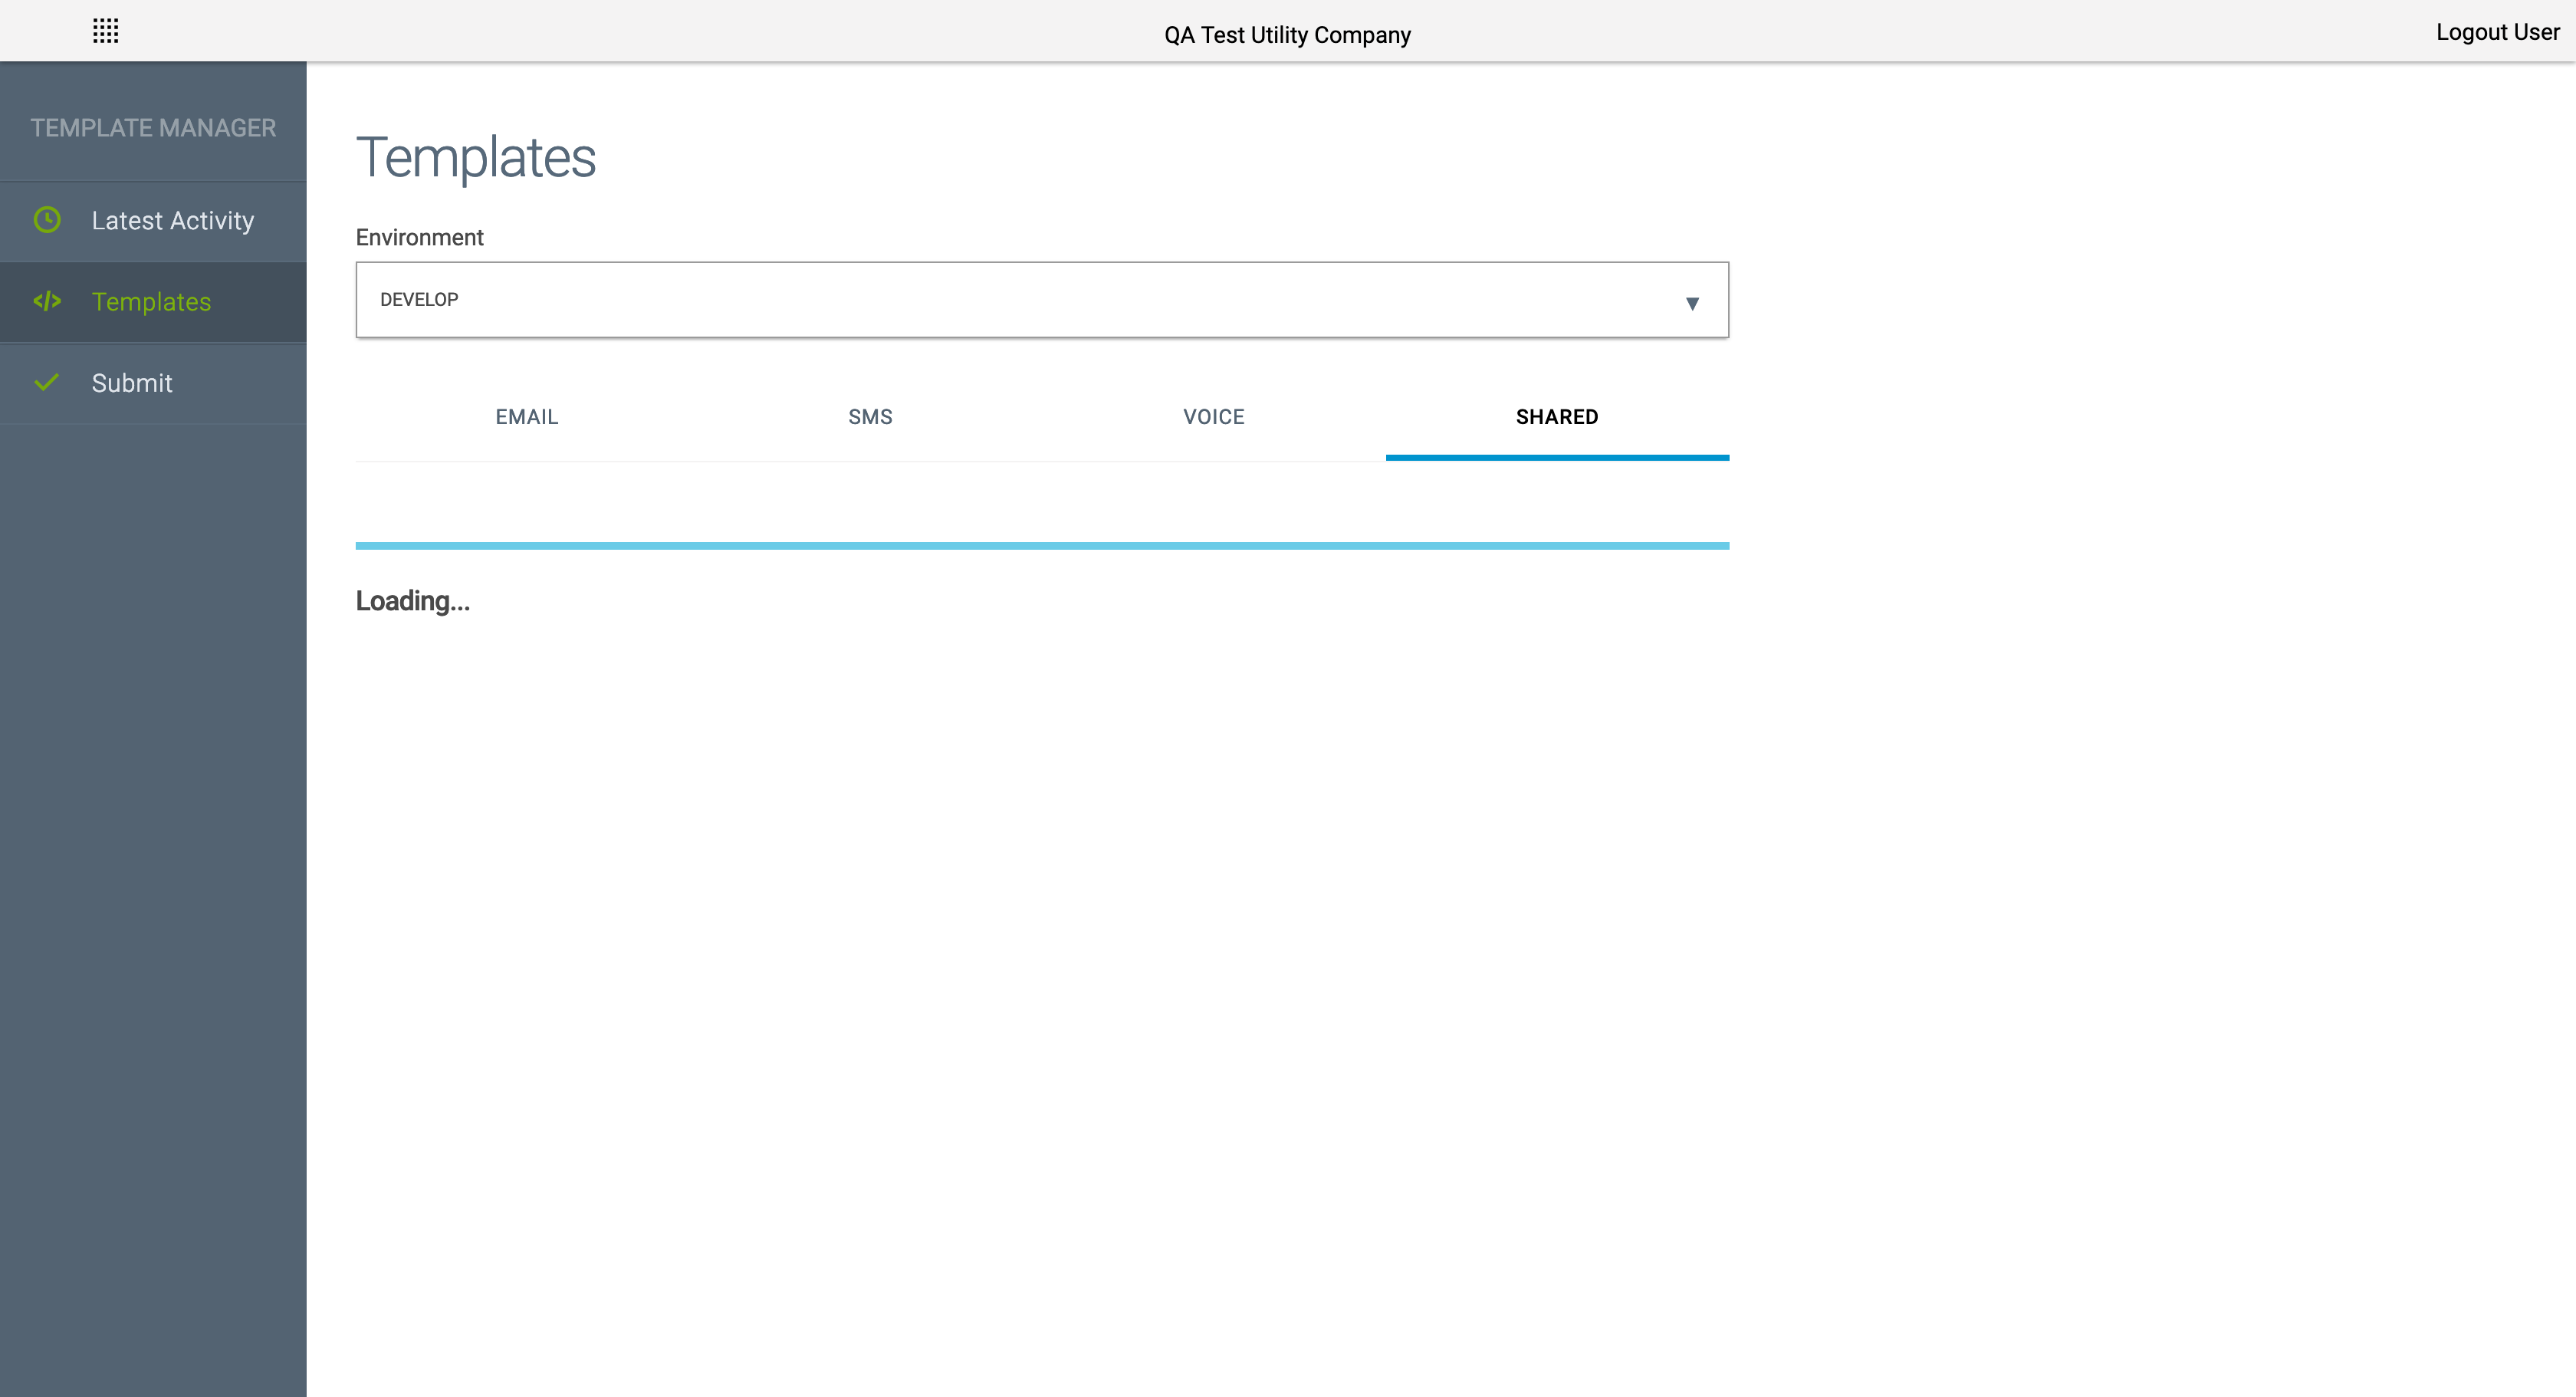 QA Test Utility Company
Logout User
TEMPLATE MANAGER
Latest Activity
Templates
Submit
Templates
Environment
DEVELOP
EMAIL
SMS
VOICE
SHARED
Loading...